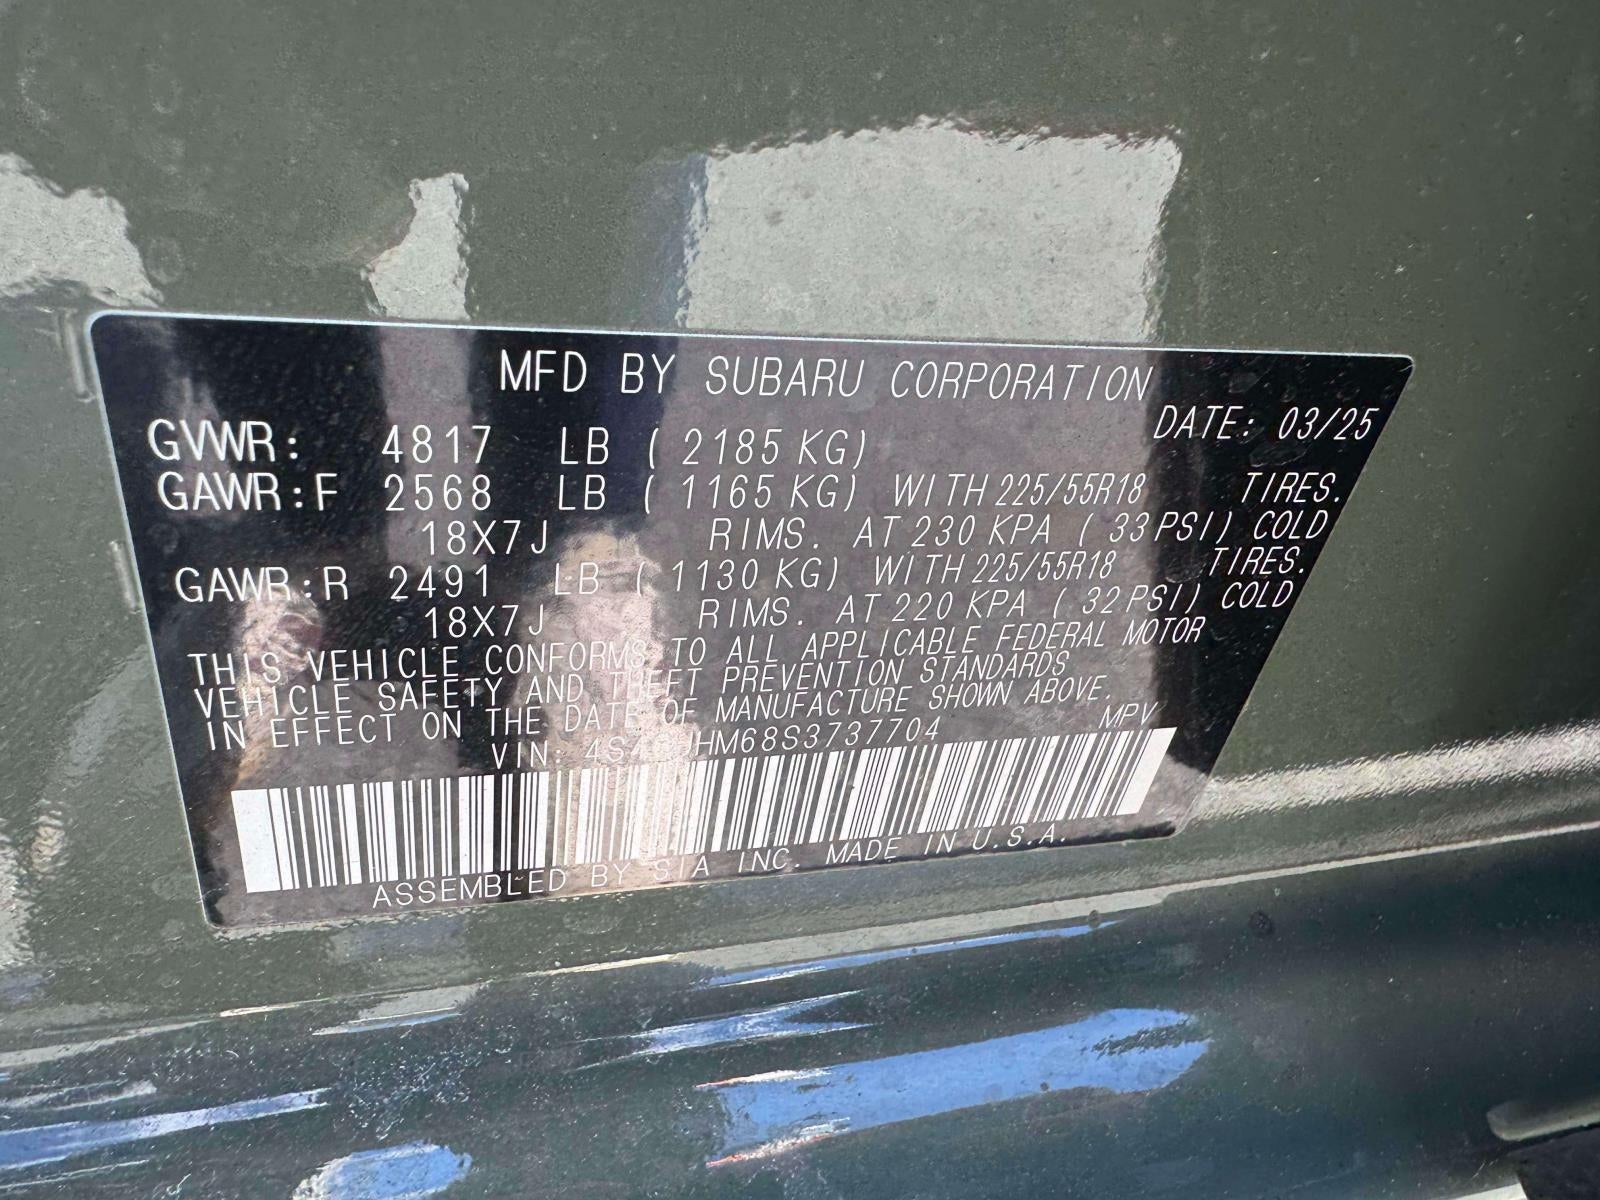 MFD BY SUBARU CORPORATION
DATE: 03/25
GVWR: 4817 LB ( 2185 KG)
GAWR:F 2568 LB ( 1165 KG) WITH 225/55R18 TIRES.
18X7J RIMS. AT 230 KPA ( 33 PSI) COLD
GAWR:R 2491 LB ( 1130 KG) WITH 225/55R18 TIRES.
18X7J RIMS. AT 220 KPA ( 32 PSI) COLD
THIS VEHICLE CONFORMS TO ALL APPLICABLE FEDERAL MOTOR
VEHICLE SAFETY AND THEFT PREVENTION STANDARDS
IN EFFECT ON THE DATE OF MANUFACTURE SHOWN ABOVE.
VIN: 4S4GUHM68S3737704 MPV
ASSEMBLED BY SIA INC. MADE IN U.S.A.